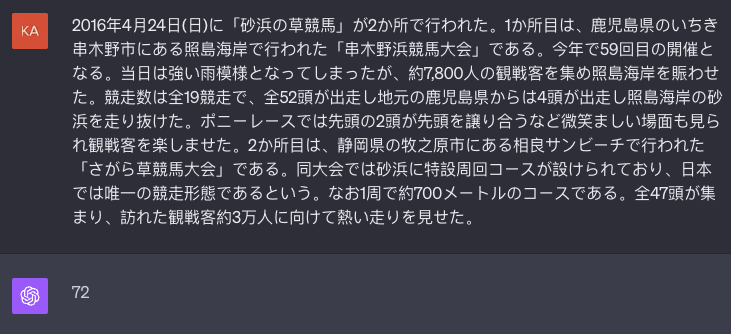 KA
2016年4月24日(日)に「砂浜の草競馬」が2か所で行われた。1か所目は、鹿児島県のいちき
串木野市にある照島海岸で行われた「串木野浜競馬大会」である。今年で59回目の開催と
なる。当日は強い雨模様となってしまったが、約7,800人の観戦客を集め照島海岸を賑わせ
た。競走数は全19競走で、全52頭が出走し地元の鹿児島県からは4頭が出走し照島海岸の砂
浜を走り抜けた。ポニーレースでは先頭の2頭が先頭を譲り合うなど微笑ましい場面も見ら
れ観戦客を楽しませた。2か所目は、静岡県の牧之原市にある相良サンビーチで行われた
「さがら草競馬大会」である。同大会では砂浜に特設周回コースが設けられており、日本
では唯一の競走形態であるという。なお1周で約700メートルのコースである。全47頭が集
まり、訪れた観戦客約3万人に向けて熱い走りを見せた。
72